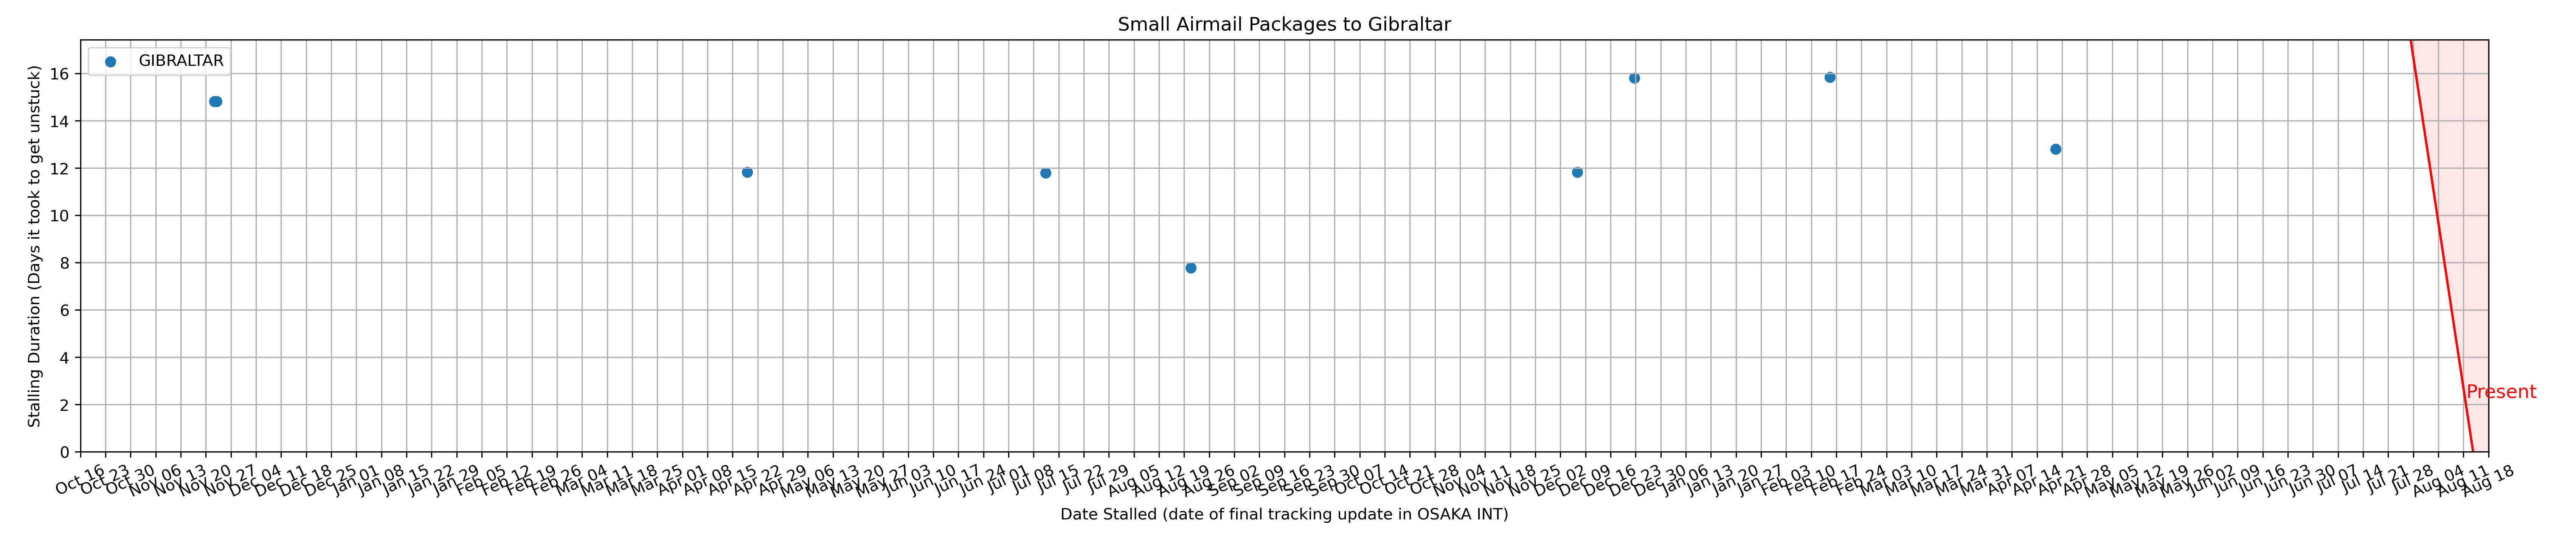 Small Airmail Packages to Gibraltar
GIBRALTAR
Stalling Duration (Days it took to get unstuck)
16
14
12
10
8
6
4
2
0
Present
Oct 16
Oct 23
Oct 30
Nov 06
Nov 13
Nov 20
Nov 27
Dec 04
Dec 11
Dec 18
Dec 25
Jan 01
Jan 08
Jan 15
Jan 22
Jan 29
Feb 05
Feb 12
Feb 19
Feb 26
Mar 04
Mar 11
Mar 18
Mar 25
Apr 01
Apr 08
Apr 15
Apr 22
Apr 29
May 06
May 13
May 20
May 27
Jun 03
Jun 10
Jun 17
Jun 24
Jul 01
Jul 08
Jul 15
Jul 22
Jul 29
Aug 05
Aug 12
Aug 19
Aug 26
Sep 02
Sep 09
Sep 16
Sep 23
Sep 30
Oct 07
Oct 14
Oct 21
Oct 28
Nov 04
Nov 11
Nov 18
Nov 25
Dec 02
Dec 09
Dec 16
Dec 23
Dec 30
Jan 06
Jan 13
Jan 20
Jan 27
Feb 03
Feb 10
Feb 17
Feb 24
Mar 03
Mar 10
Mar 17
Mar 24
Mar 31
Apr 07
Apr 14
Apr 21
Apr 28
May 05
May 12
May 19
May 26
Jun 02
Jun 09
Jun 16
Jun 23
Jun 30
Jul 07
Jul 14
Jul 21
Jul 28
Aug 04
Aug 11
Aug 18
Date Stalled (date of final tracking update in OSAKA INT)